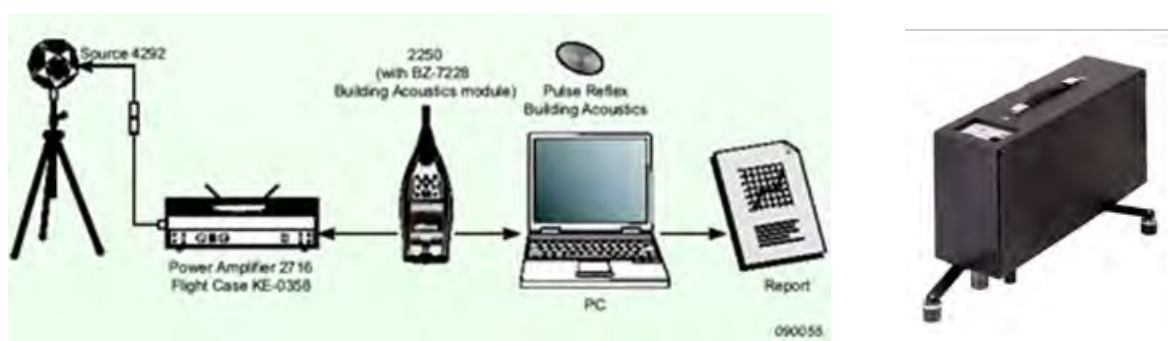 Source 4292
2250
(with BZ-7228
Building Acoustics module)
Pulse Reflex
Building Acoustics
Power Amplifier 2716
Flight Case KE-0358
PC
Report
090055